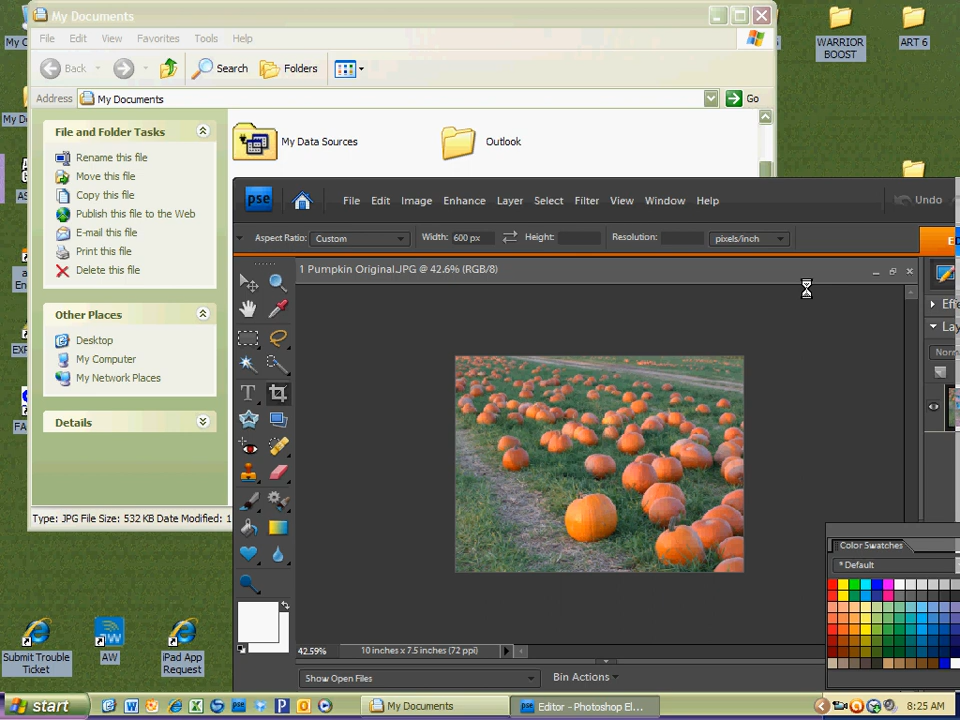 My Documents
File Edit View Favorites Tools Help
Back Search Folders
Address My Documents Go
File and Folder Tasks
Rename this file
Move this file
Copy this file
Publish this file to the Web
E-mail this file
Print this file
Delete this file
Other Places
Desktop
My Computer
My Network Places
Details
Type: JPG File Size: 532 KB Date Modified: 1
My Data Sources
Outlook
WARRIOR
BOOST
ART 6
pse File Edit Image Enhance Layer Select Filter View Window Help Undo
Aspect Ratio: Custom Width: 600 px Height: Resolution: pixels/inch
1 Pumpkin Original.JPG @ 42.6% (RGB/8)
Color Swatches
* Default
42.59% 10 inches x 7.5 inches (72 ppi)
Show Open Files Bin Actions
Submit Trouble
Ticket
AW
iPad App
Request
start My Documents Editor - Photoshop El... 8:25 AM